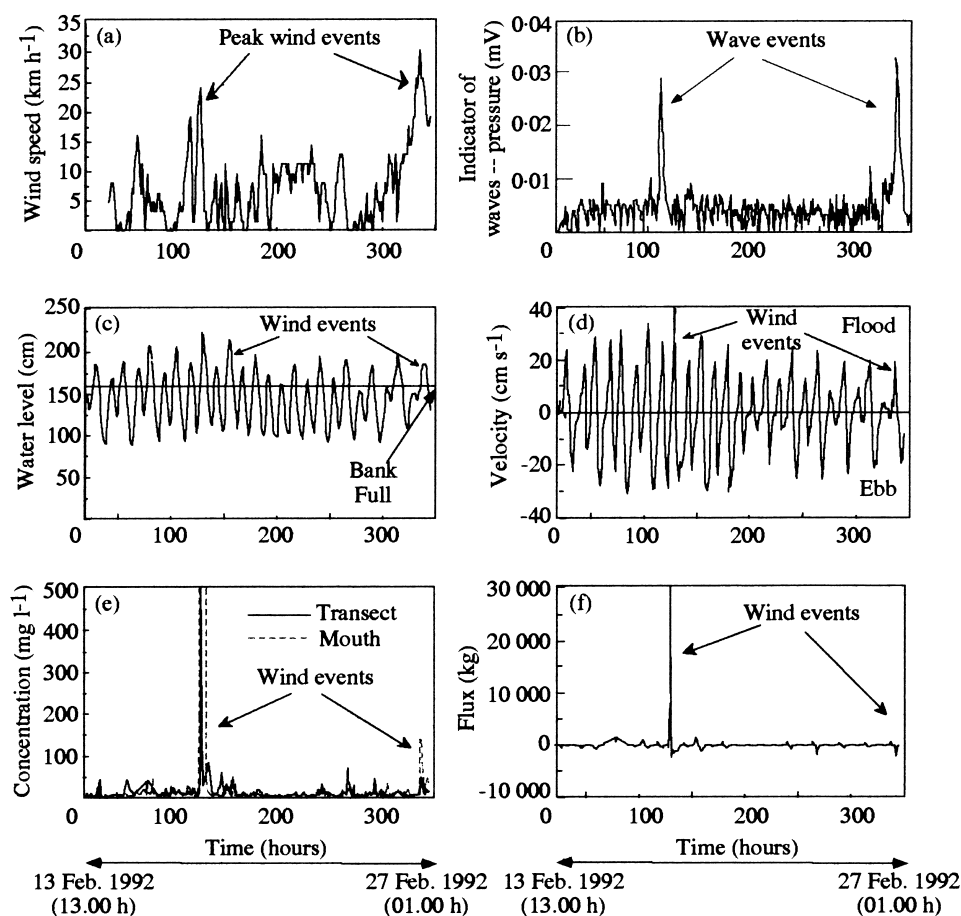 (a)
Peak wind events
Wind speed (km h-1)
35
30
25
20
15
10
5
0
100
200
300
(b)
Wave events
Indicator of
waves -- pressure (mV)
0·04
0·03
0·02
0·01
0
100
200
300
(c)
Wind events
Water level (cm)
250
200
150
100
50
Bank
Full
0
100
200
300
(d)
Wind
events
Flood
Ebb
Velocity (cm s-1)
40
20
0
-20
-40
0
100
200
300
(e)
Transect
Mouth
Wind events
Concentration (mg l-1)
500
400
300
200
100
0
100
200
300
Time (hours)
13 Feb. 1992
(13.00 h)
27 Feb. 1992
(01.00 h)
(f)
Wind events
Flux (kg)
20 000
10 000
0
-10 000
0
100
200
300
Time (hours)
13 Feb. 1992
(13.00 h)
27 Feb. 1992
(01.00 h)